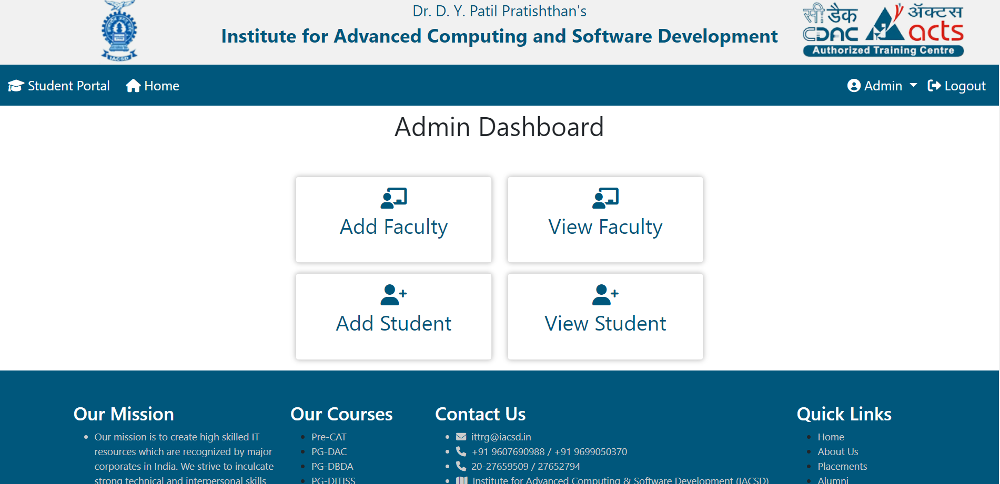 Dr. D. Y. Patil Pratishthan's
Institute for Advanced Computing and Software Development
IACSD
सी डैक
CDAC
ॲक्टस
acts
Authorized Training Centre
Student Portal
Home
Admin
Logout
Admin Dashboard
Add Faculty
View Faculty
Add Student
View Student
Our Mission
Our mission is to create high skilled IT
resources which are recognized by major
corporates in India. We strive to inculcate
strong technical and interpersonal skills
Our Courses
Pre-CAT
PG-DAC
PG-DBDA
PG-DITISS
Contact Us
ittrg@iacsd.in
+91 9607690988 / +91 9699050370
20-27659509 / 27652794
Institute for Advanced Computing & Software Development (IACSD)
Quick Links
Home
About Us
Placements
Alumni